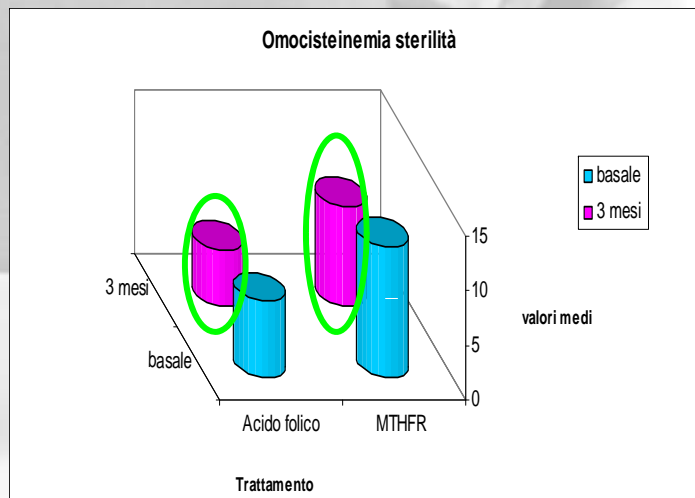 Omocisteinemia sterilità
basale
3 mesi
15
10
5
0
valori medi
3 mesi
basale
Acido folico
MTHFR
Trattamento